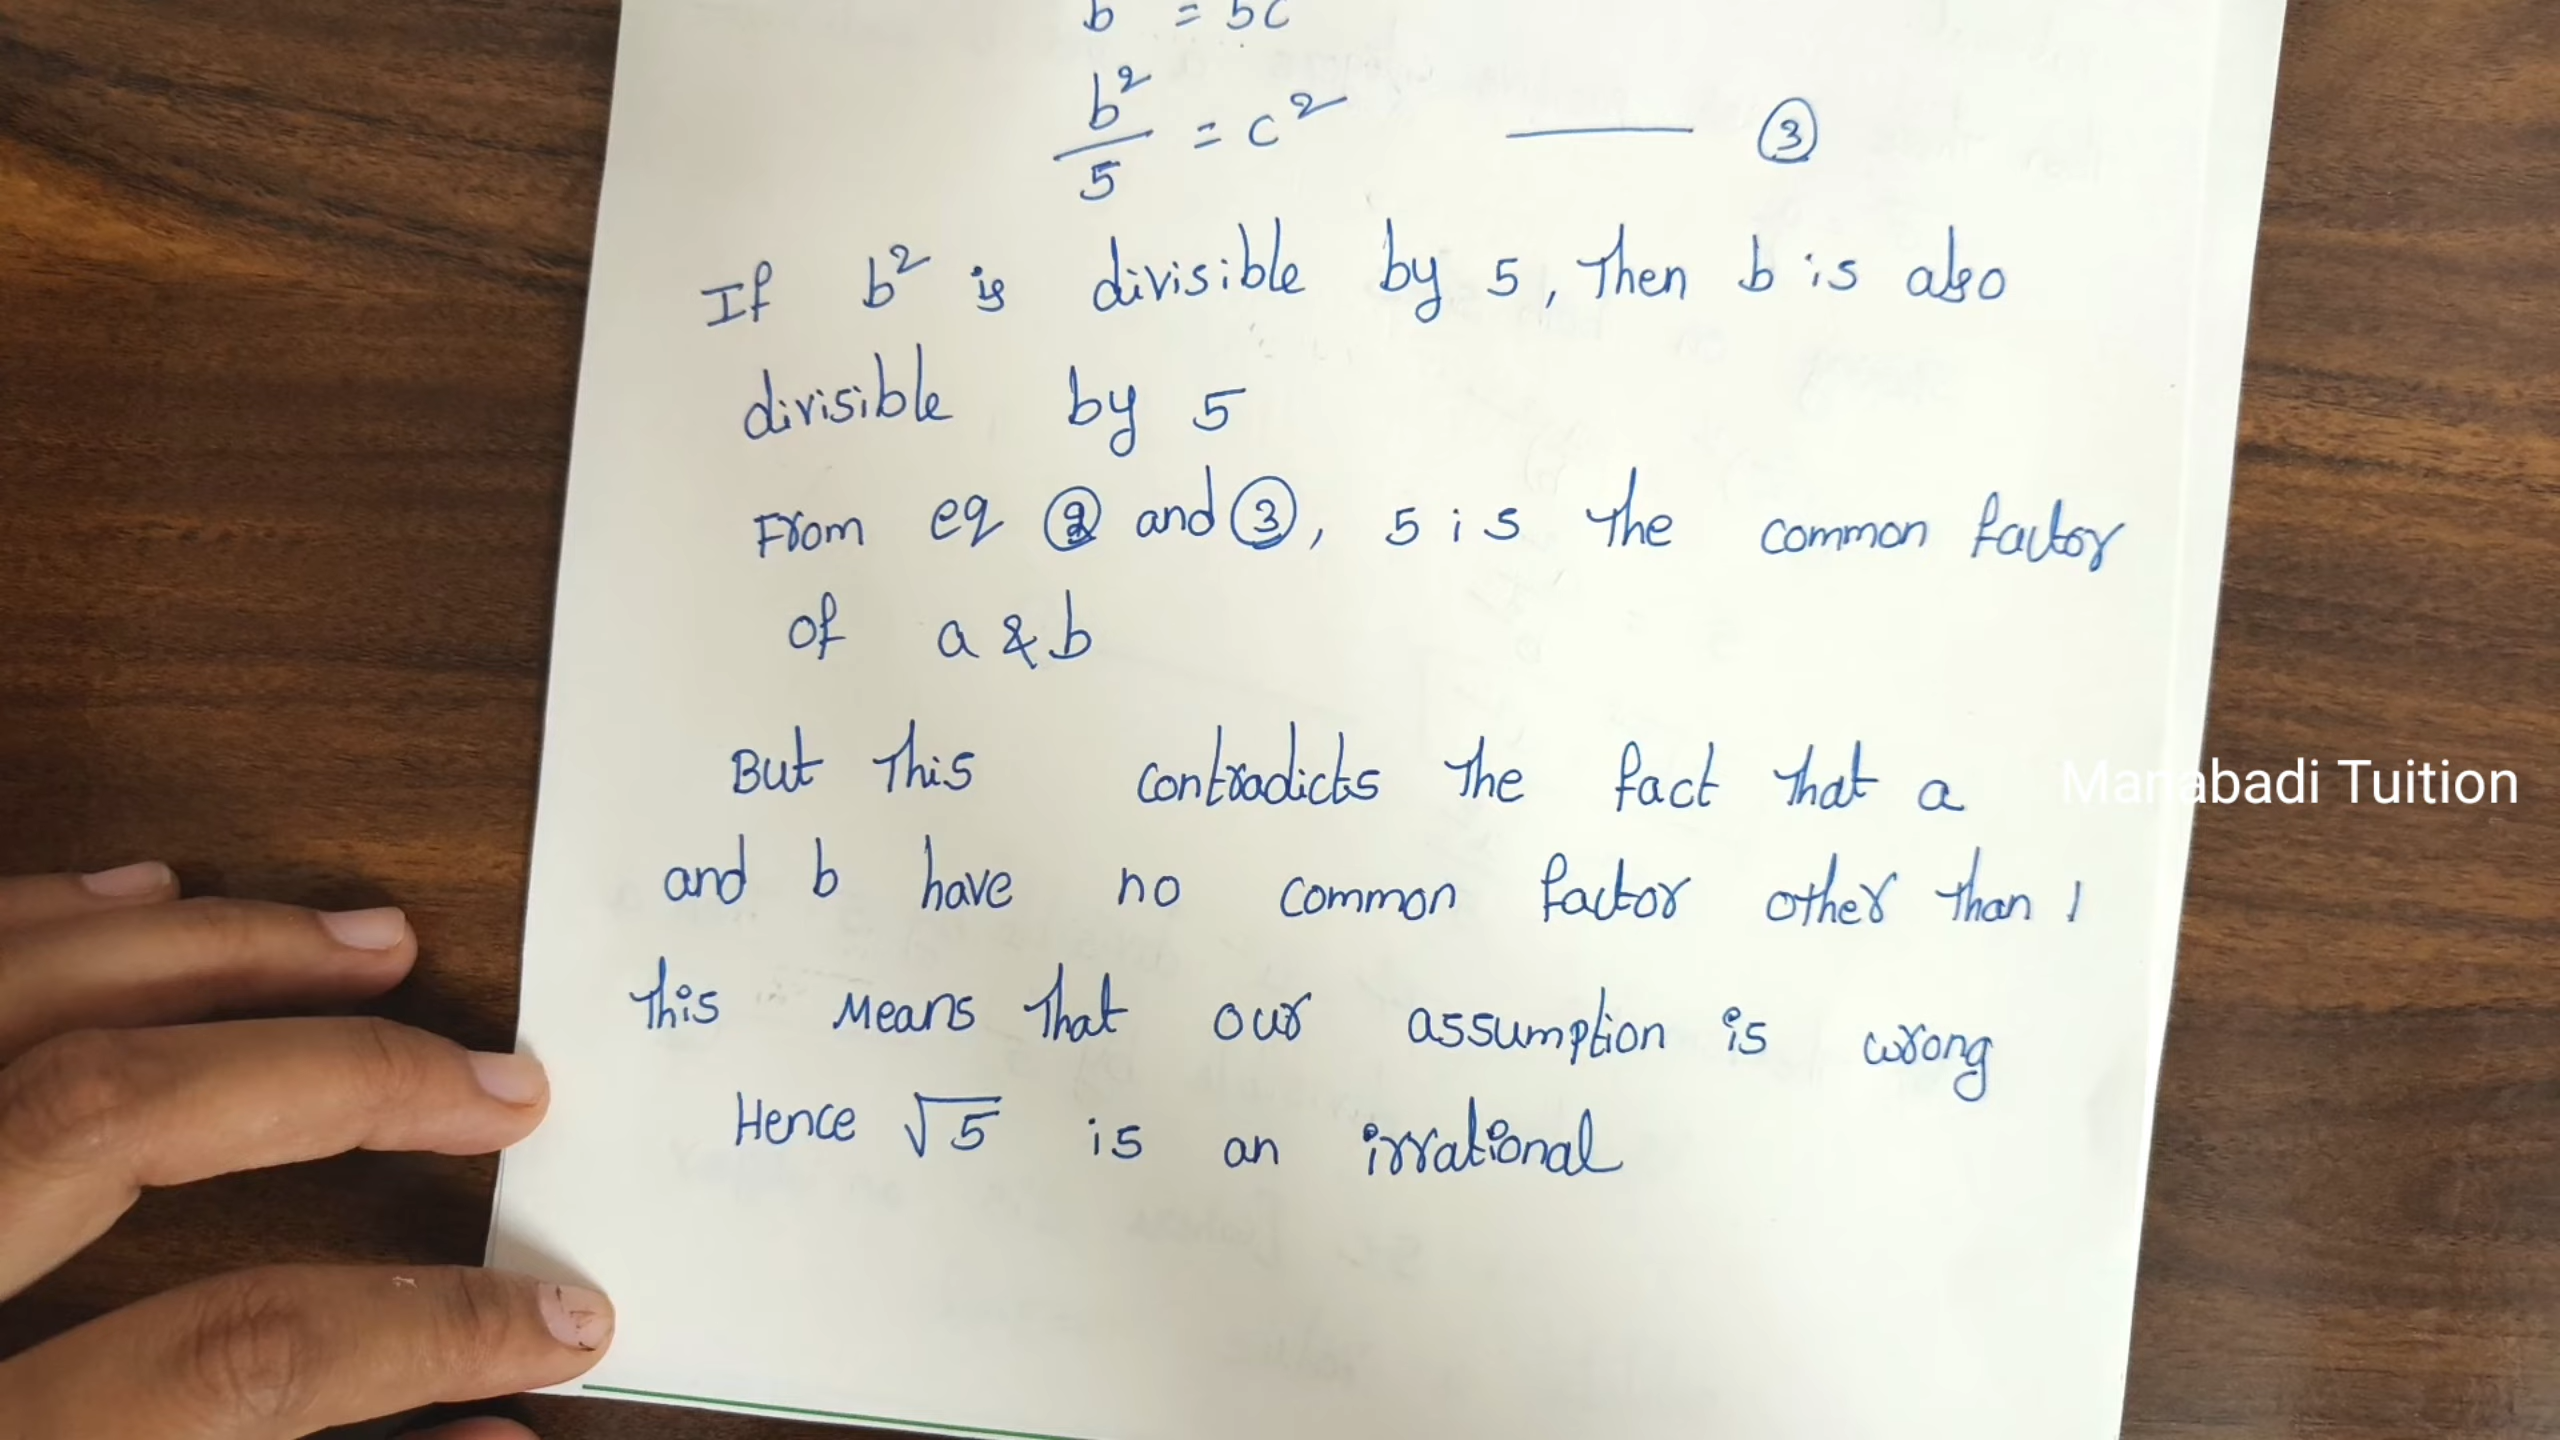 b = 5c
b²/5 = c² —— ③
If b² is divisible by 5, then b is also
divisible by 5
From eq ② and ③, 5 is the common factor
of a & b
But this contradicts the fact that a
and b have no common factor other than 1
this Means that our assumption is wrong
Hence √5 is an irrational
Manabadi Tuition